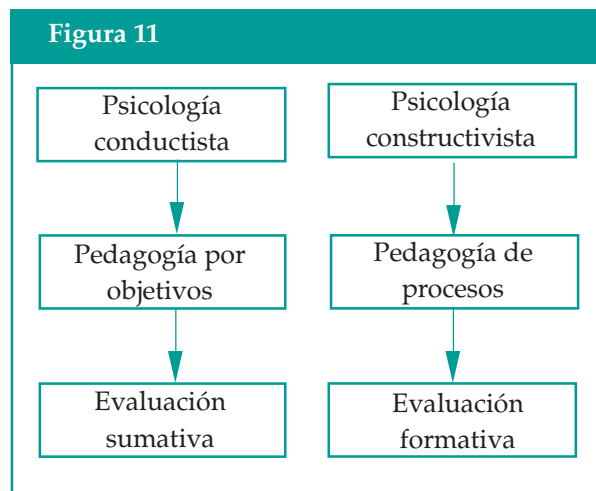 Figura 11
Psicología
conductista
Pedagogía por
objetivos
Evaluación
sumativa
Psicología
constructivista
Pedagogía de
procesos
Evaluación
formativa